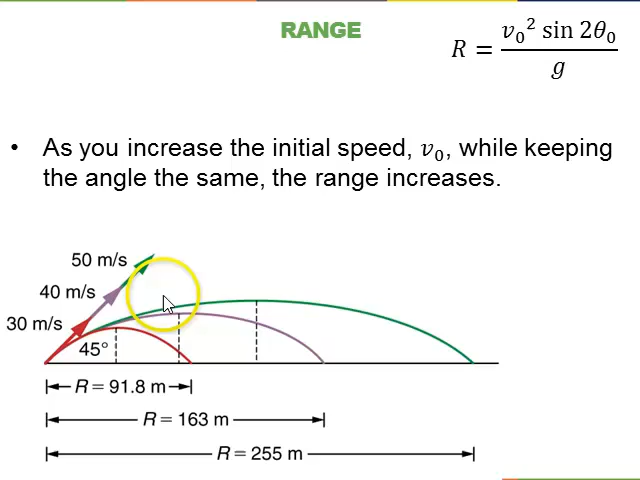 RANGE
R = v₀² sin 2θ₀ / g
• As you increase the initial speed, v₀, while keeping
the angle the same, the range increases.
50 m/s
40 m/s
30 m/s
45°
R = 91.8 m
R = 163 m
R = 255 m